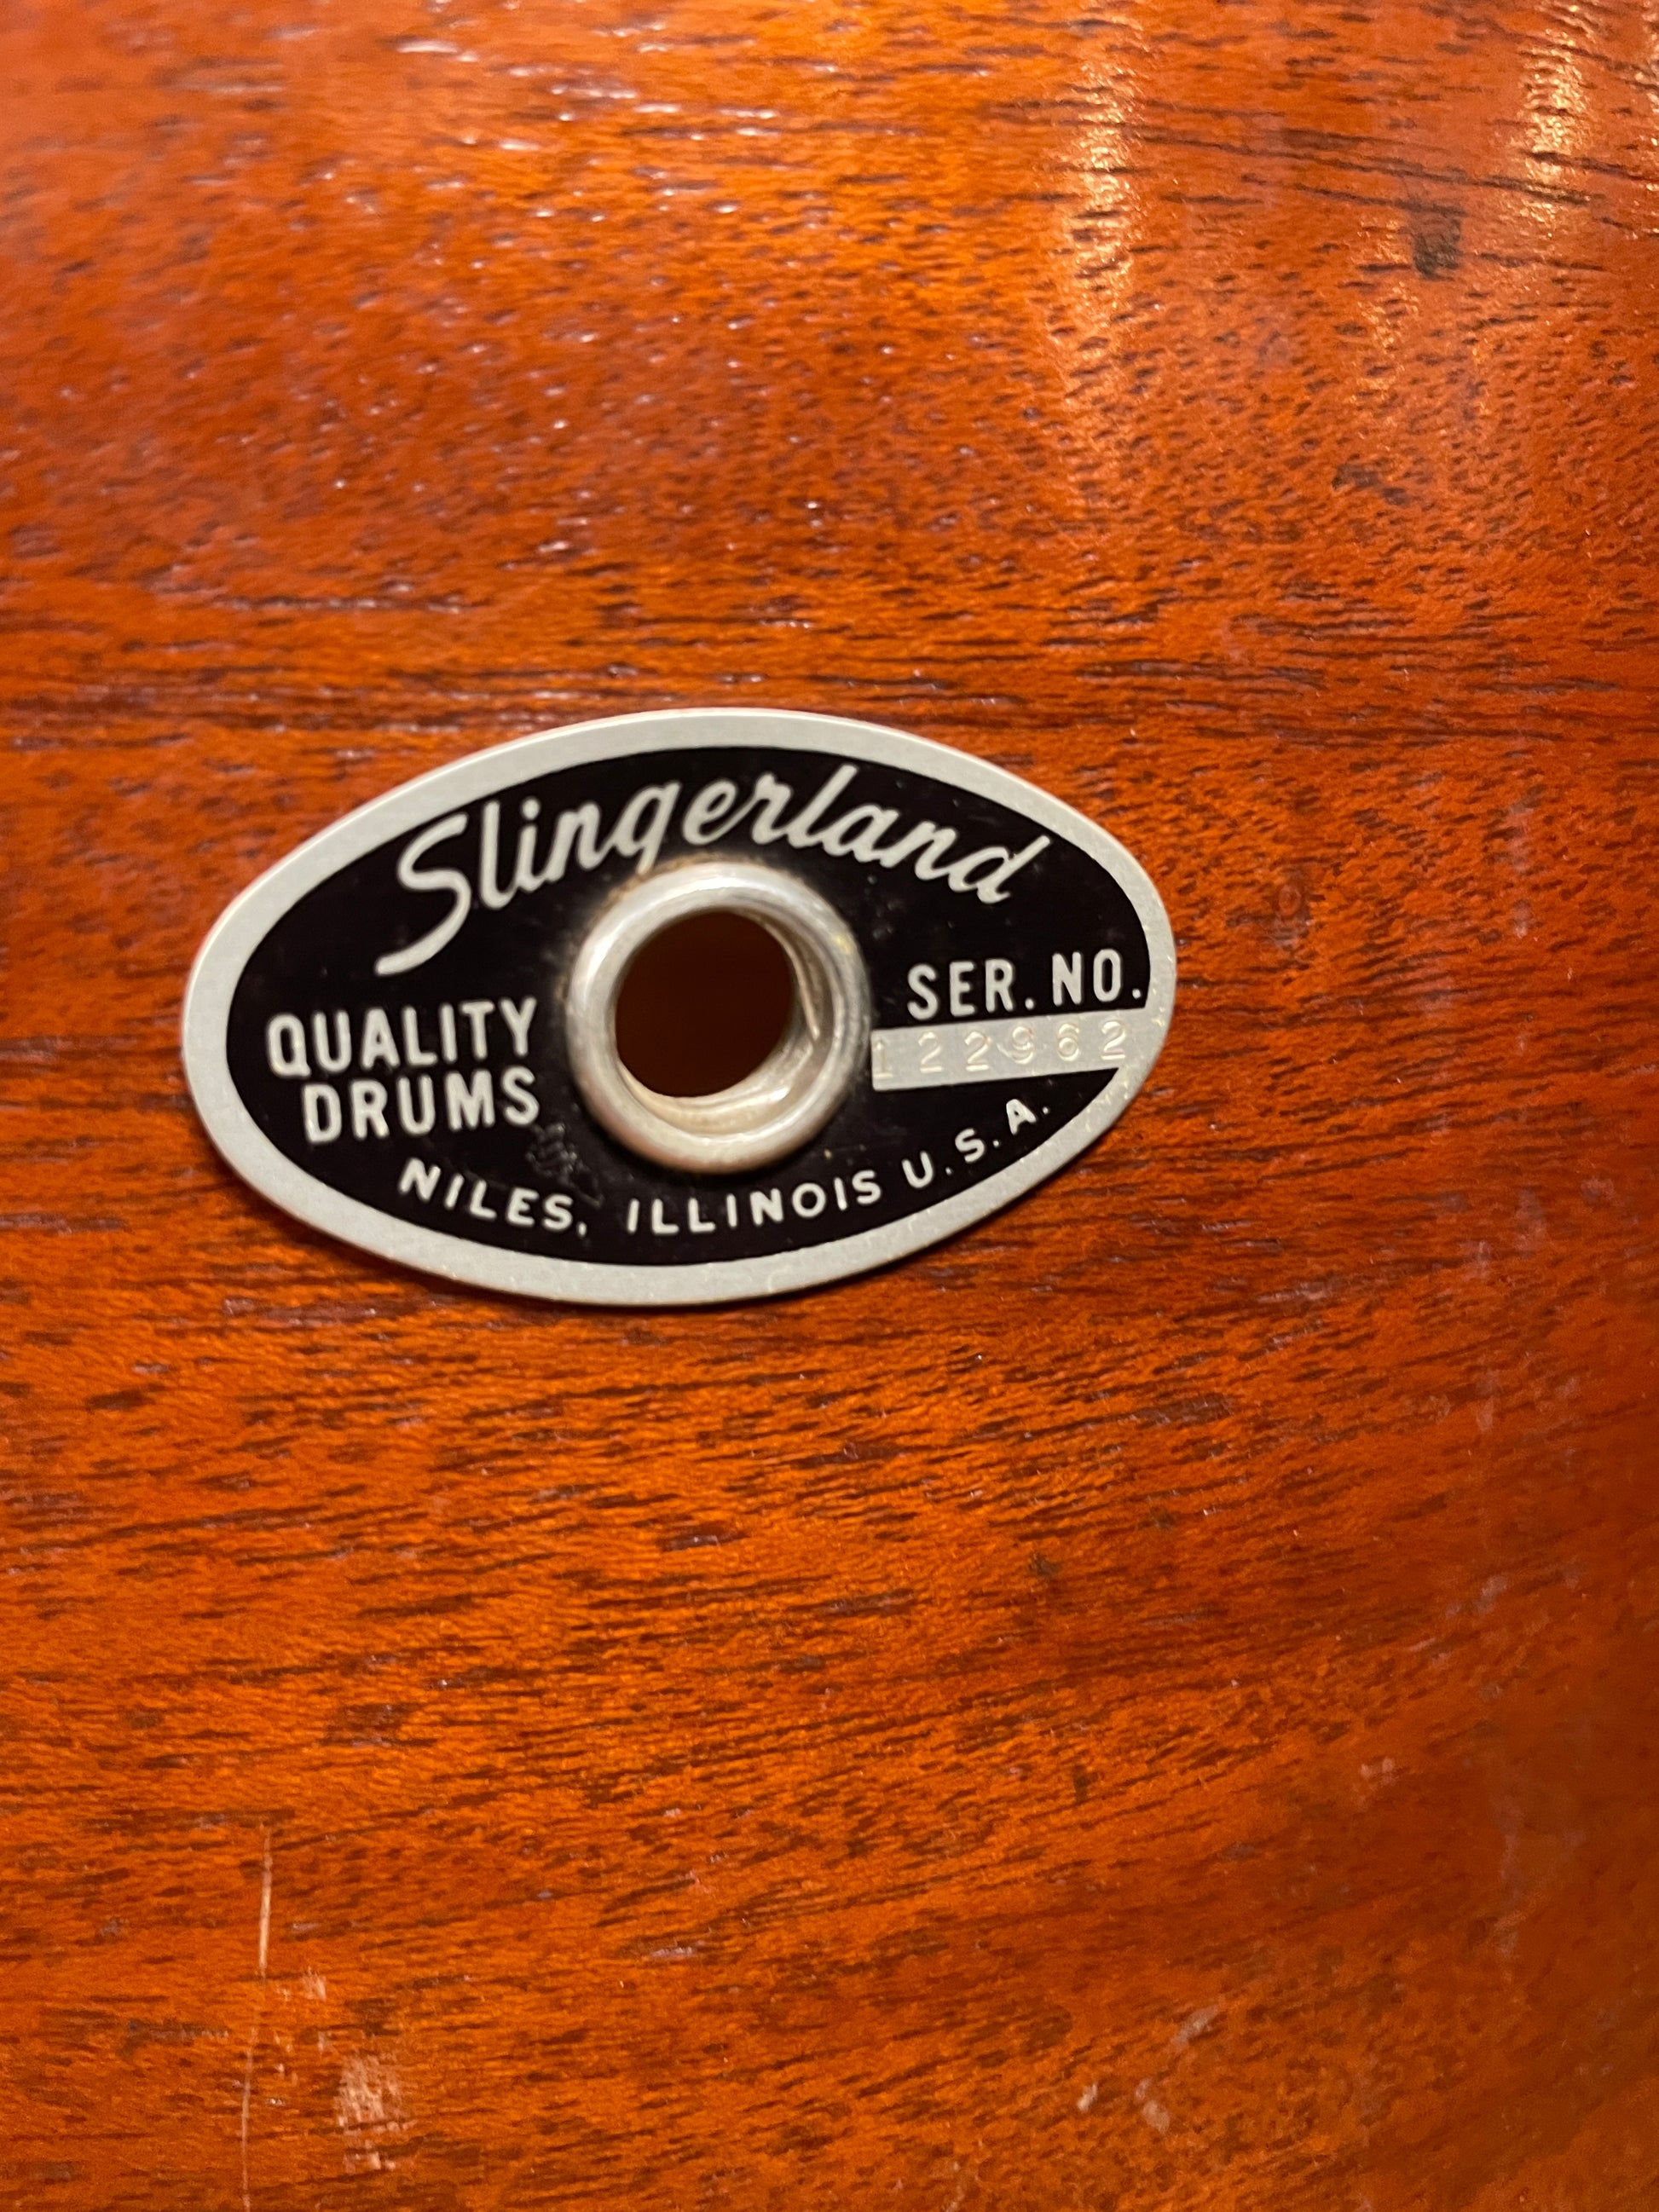 Slingerland
QUALITY
DRUMS
SER. NO.
122962
NILES, ILLINOIS U.S.A.